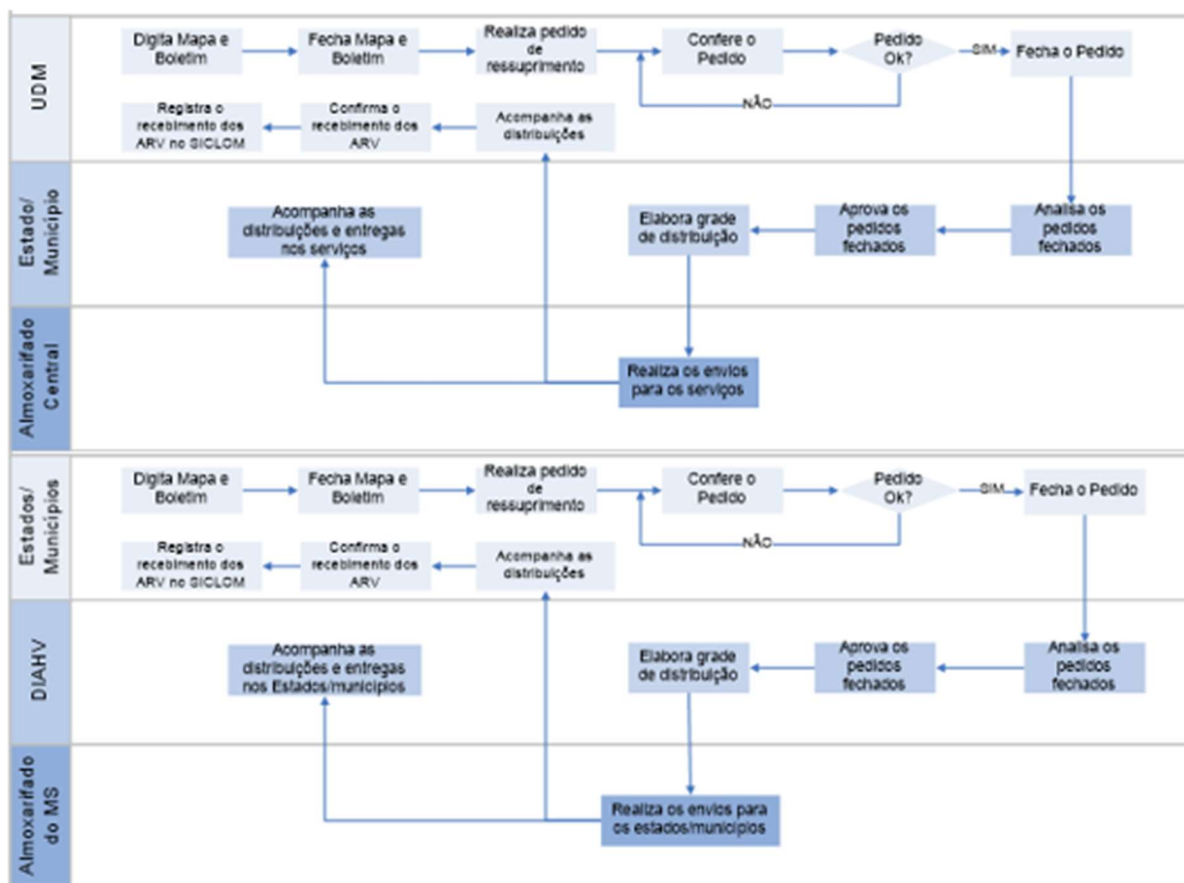 UDM
Digita Mapa e
Boletim
Fecha Mapa e
Boletim
Realiza pedido
de
ressuprimento
Confere o
Pedido
Pedido
Ok?
SIM
Fecha o Pedido
NÃO
Registra o
recebimento dos
ARV no SICLOM
Confirma o
recebimento dos
ARV
Acompanha as
distribuições
Estado/
Município
Acompanha as
distribuições e entregas
nos serviços
Elabora grade
de distribuição
Aprova os
pedidos
fechados
Analisa os
pedidos
fechados
Almoxarifado
Central
Realiza os envios
para os serviços
Estados/
Municípios
Digita Mapa e
Boletim
Fecha Mapa e
Boletim
Realiza pedido
de
ressuprimento
Confere o
Pedido
Pedido
Ok?
SIM
Fecha o Pedido
NÃO
Registra o
recebimento dos
ARV no SICLOM
Confirma o
recebimento dos
ARV
Acompanha as
distribuições
DIAHV
Acompanha as
distribuições e entregas
nos Estados/municípios
Elabora grade
de distribuição
Aprova os
pedidos
fechados
Analisa os
pedidos
fechados
Almoxarifado
do MS
Realiza os envios para
os estados/municípios